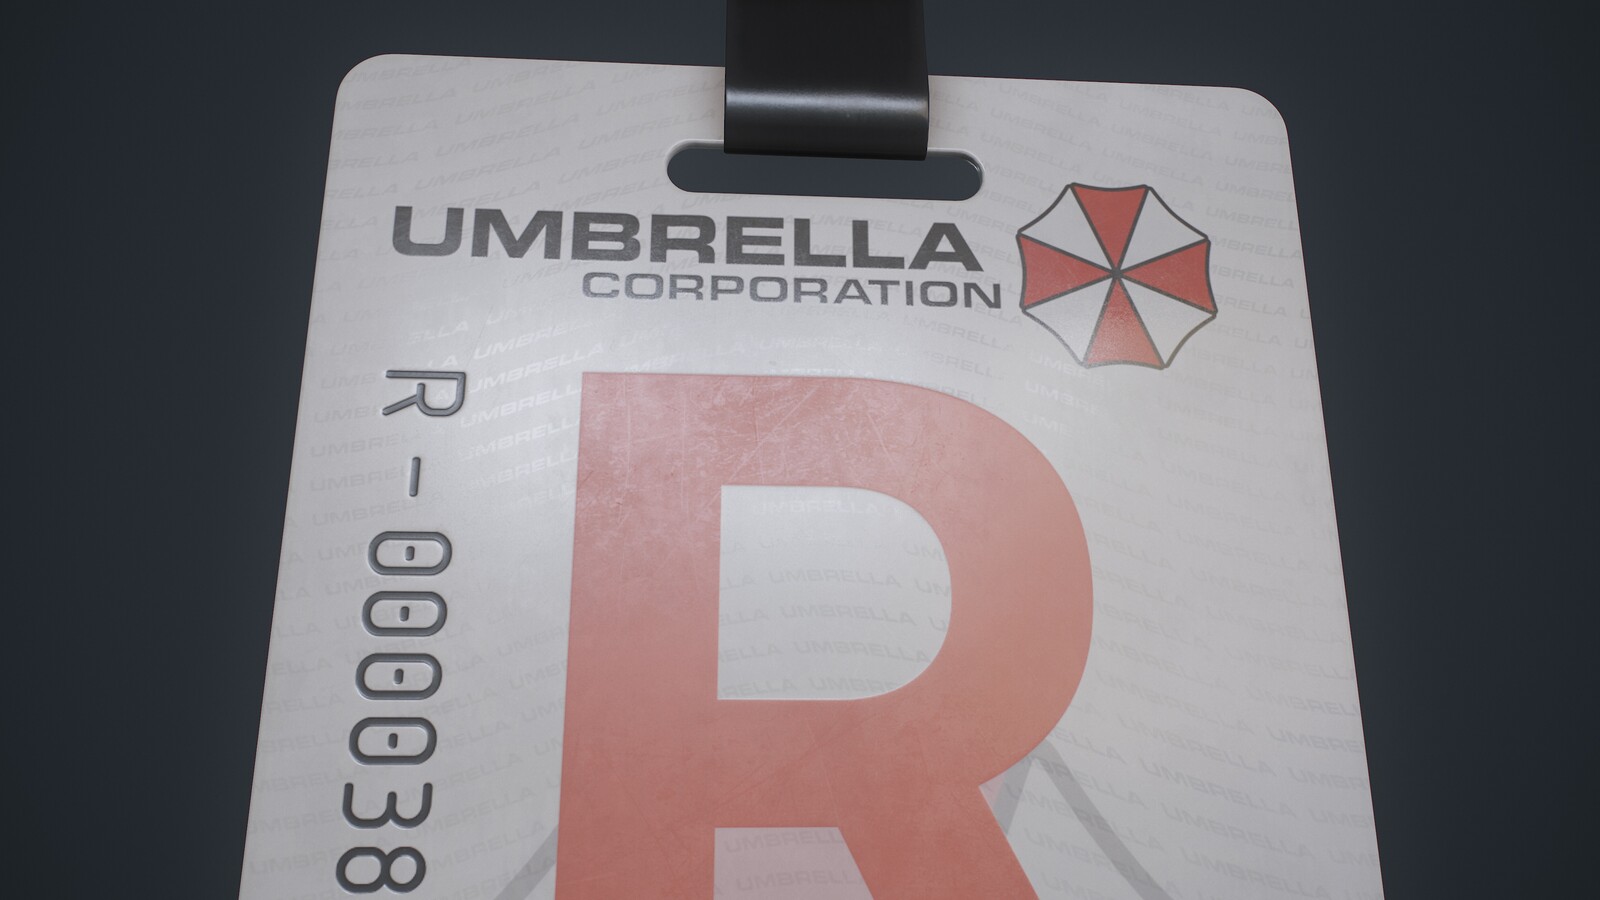 UMBRELLA
CORPORATION
R-000038
R